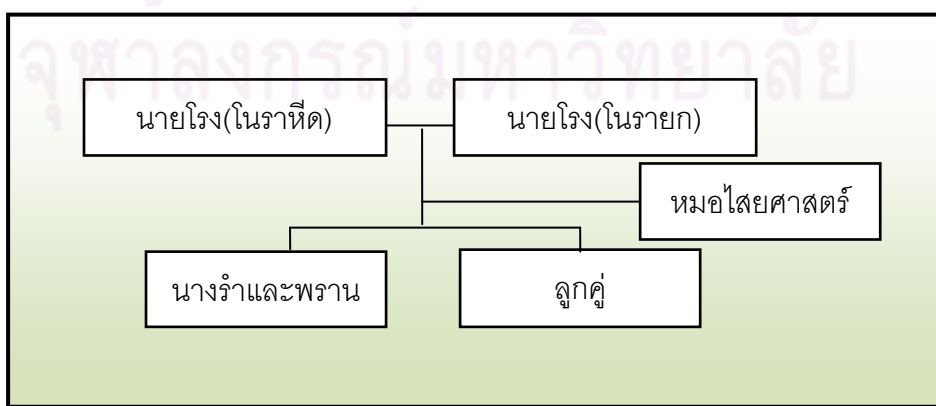 จุฬาลงกรณ์มหาวิทยาลัย
นายโรง(โนราหีด) นายโรง(โนรายก)
หมอไสยศาสตร์
นางรำและพราน ลูกคู่